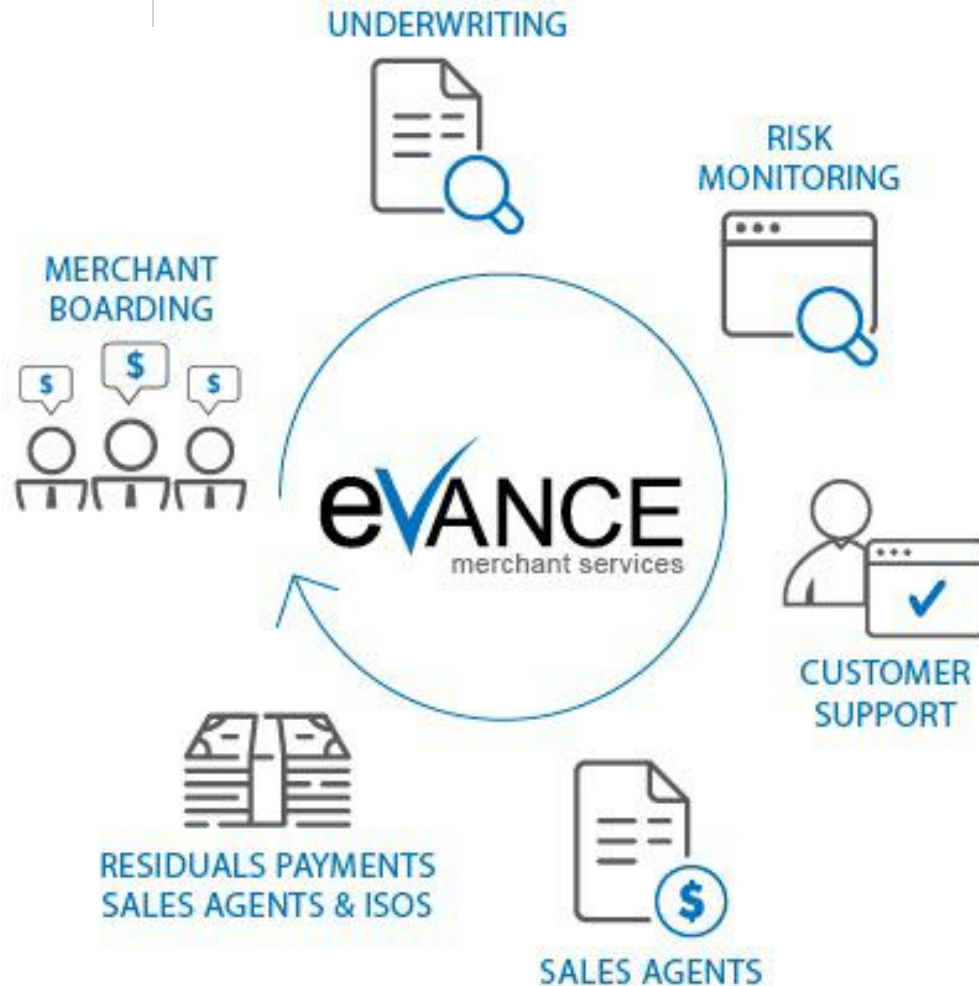 UNDERWRITING
RISK
MONITORING
MERCHANT
BOARDING
$
$
$
eVANCE
merchant services
CUSTOMER
SUPPORT
RESIDUALS PAYMENTS
SALES AGENTS & ISOS
$
SALES AGENTS